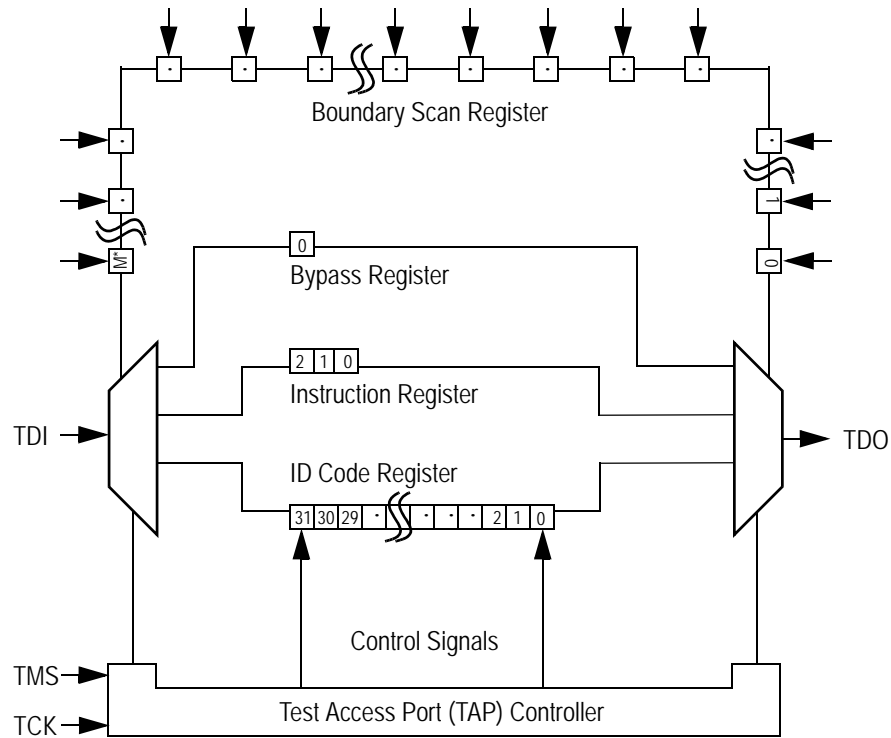 Boundary Scan Register
1
M*
0
0
Bypass Register
2 1 0
Instruction Register
TDI
TDO
ID Code Register
31 30 29 · · · · · 2 1 0
Control Signals
TMS
Test Access Port (TAP) Controller
TCK